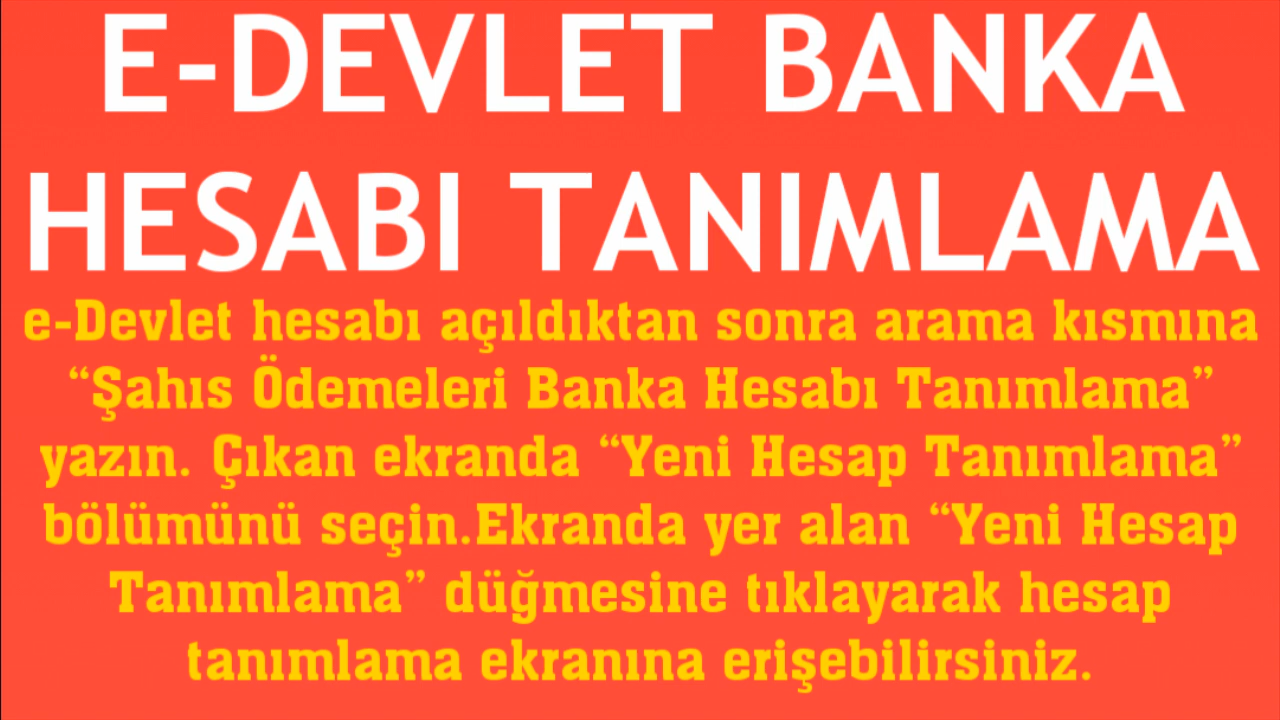 E-DEVLET BANKA
HESABI TANIMLAMA
e-Devlet hesabı açıldıktan sonra arama kısmına
“Şahıs Ödemeleri Banka Hesabı Tanımlama”
yazın. Çıkan ekranda “Yeni Hesap Tanımlama”
bölümünü seçin.Ekranda yer alan “Yeni Hesap
Tanımlama” düğmesine tıklayarak hesap
tanımlama ekranına erişebilirsiniz.